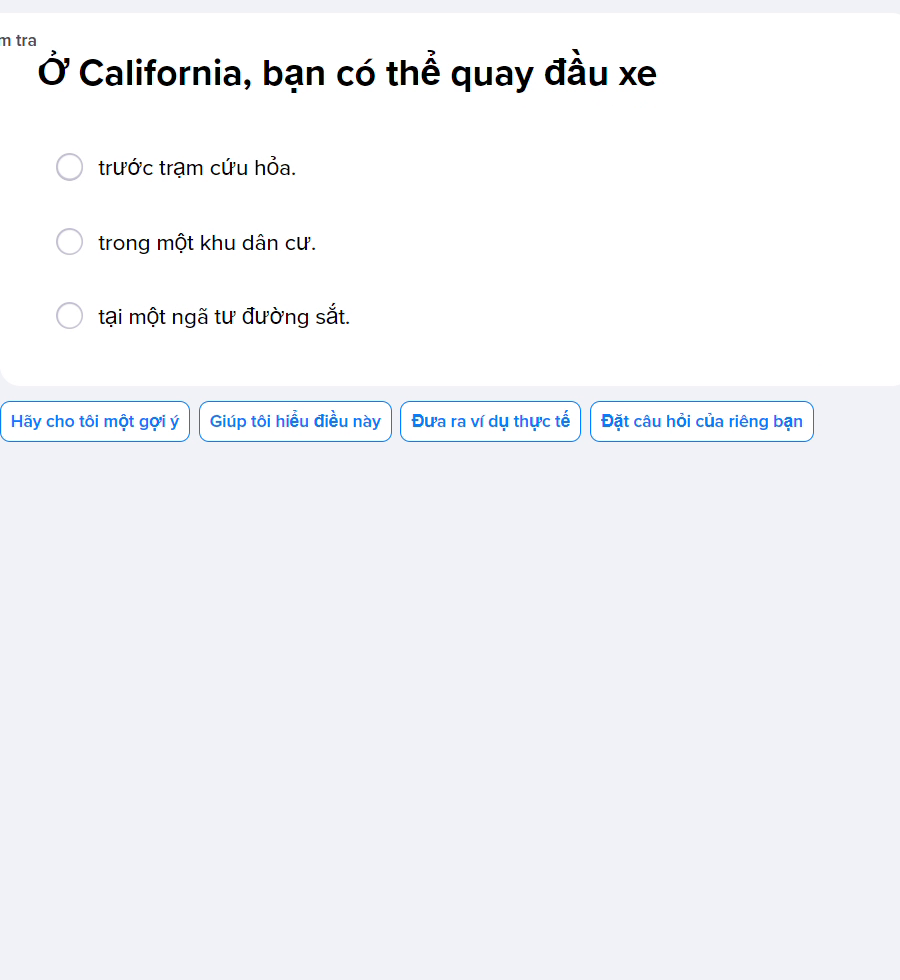 m tra
Ở California, bạn có thể quay đầu xe
trước trạm cứu hỏa.
trong một khu dân cư.
tại một ngã tư đường sắt.
Hãy cho tôi một gợi ý
Giúp tôi hiểu điều này
Đưa ra ví dụ thực tế
Đặt câu hỏi của riêng bạn